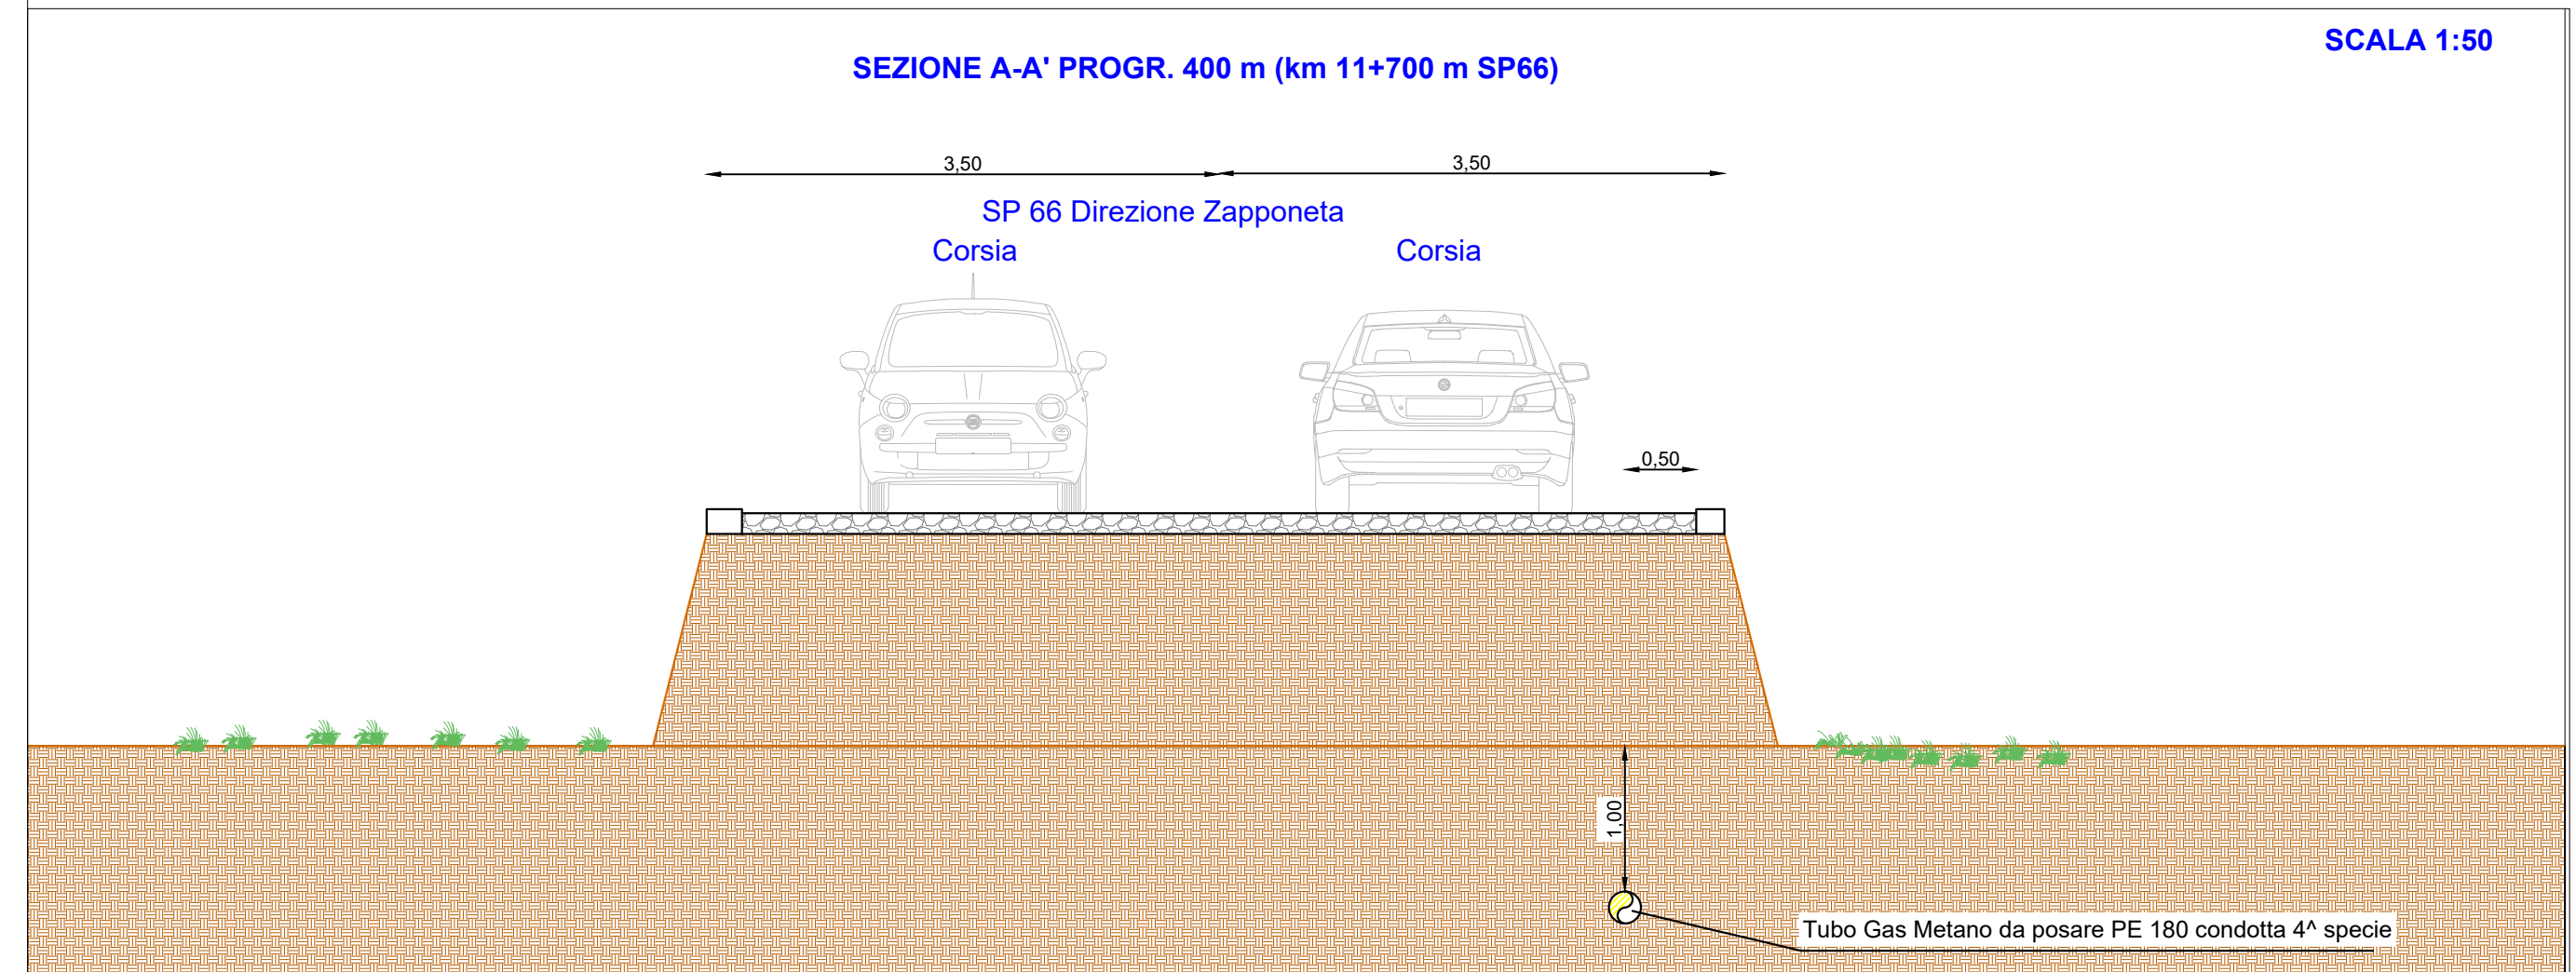 SCALA 1:50
SEZIONE A-A' PROGR. 400 m (km 11+700 m SP66)
3,50
3,50
SP 66 Direzione Zapponeta
Corsia
Corsia
0,50
1,00
Tubo Gas Metano da posare PE 180 condotta 4^ specie